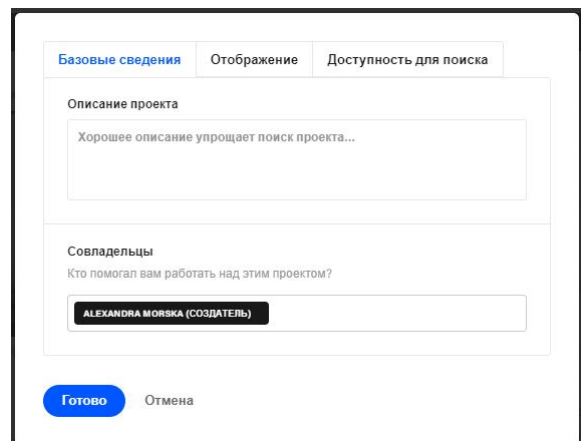 Базовые сведения Отображение Доступность для поиска
Описание проекта
Хорошее описание упрощает поиск проекта...
Совладельцы
Кто помогал вам работать над этим проектом?
ALEXANDRA MORSKA (СОЗДАТЕЛЬ)
Готово Отмена